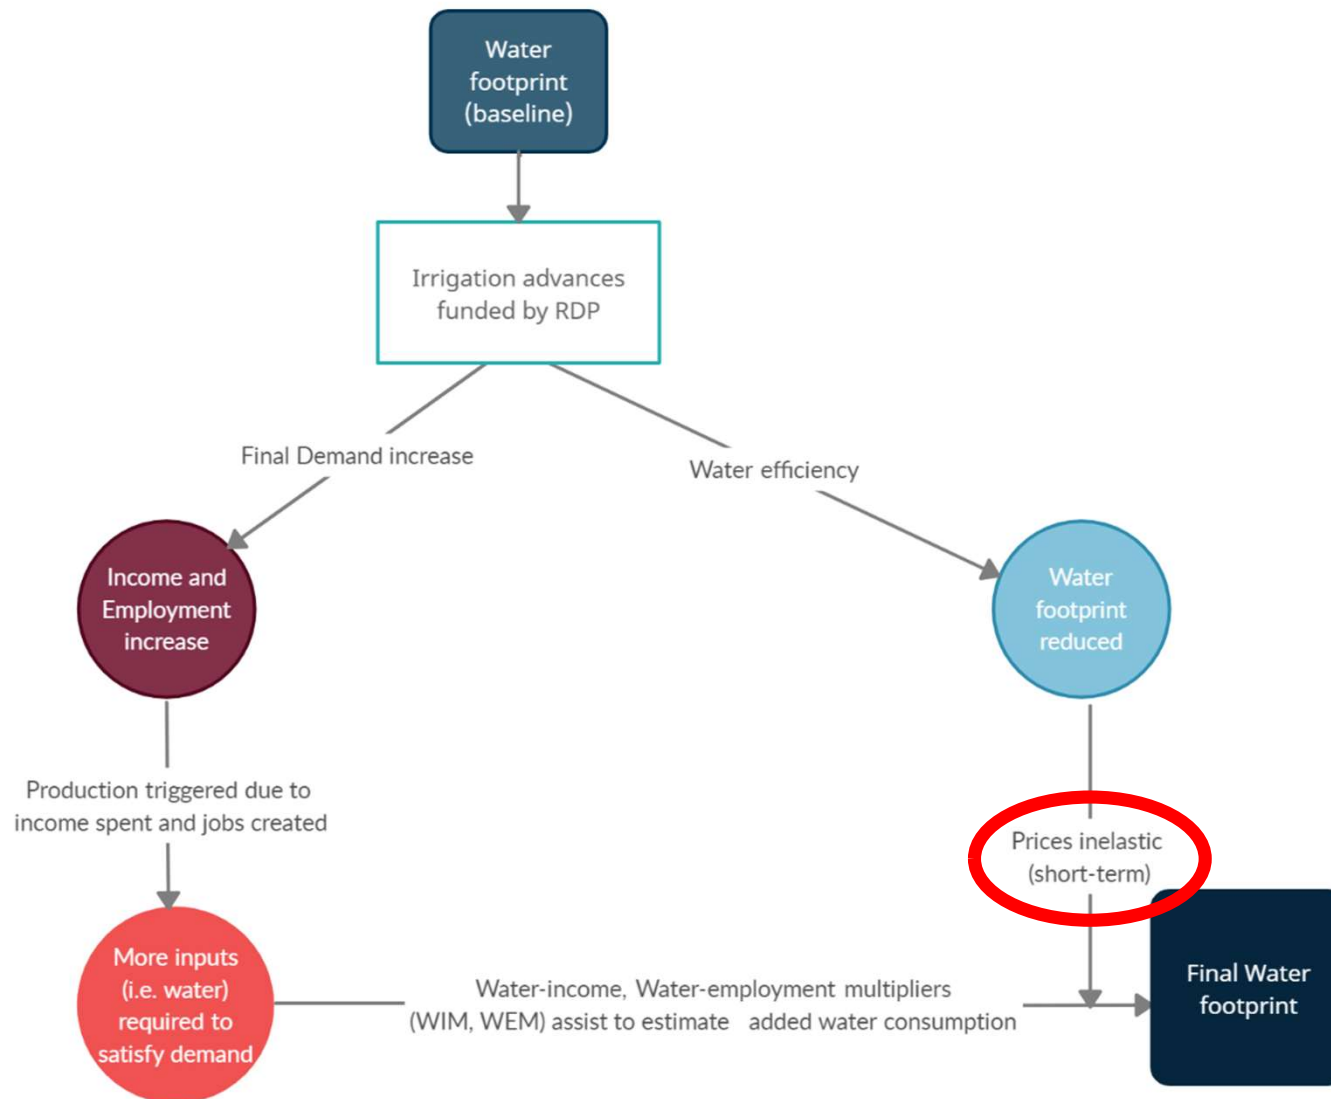 Water
footprint
(baseline)
Irrigation advances
funded by RDP
Final Demand increase
Water efficiency
Income and
Employment
increase
Water
footprint
reduced
Production triggered due to
income spent and jobs created
Prices inelastic
(short-term)
More inputs
(i.e. water)
required to
satisfy demand
Water-income, Water-employment multipliers
(WIM, WEM) assist to estimate added water consumption
Final Water
footprint